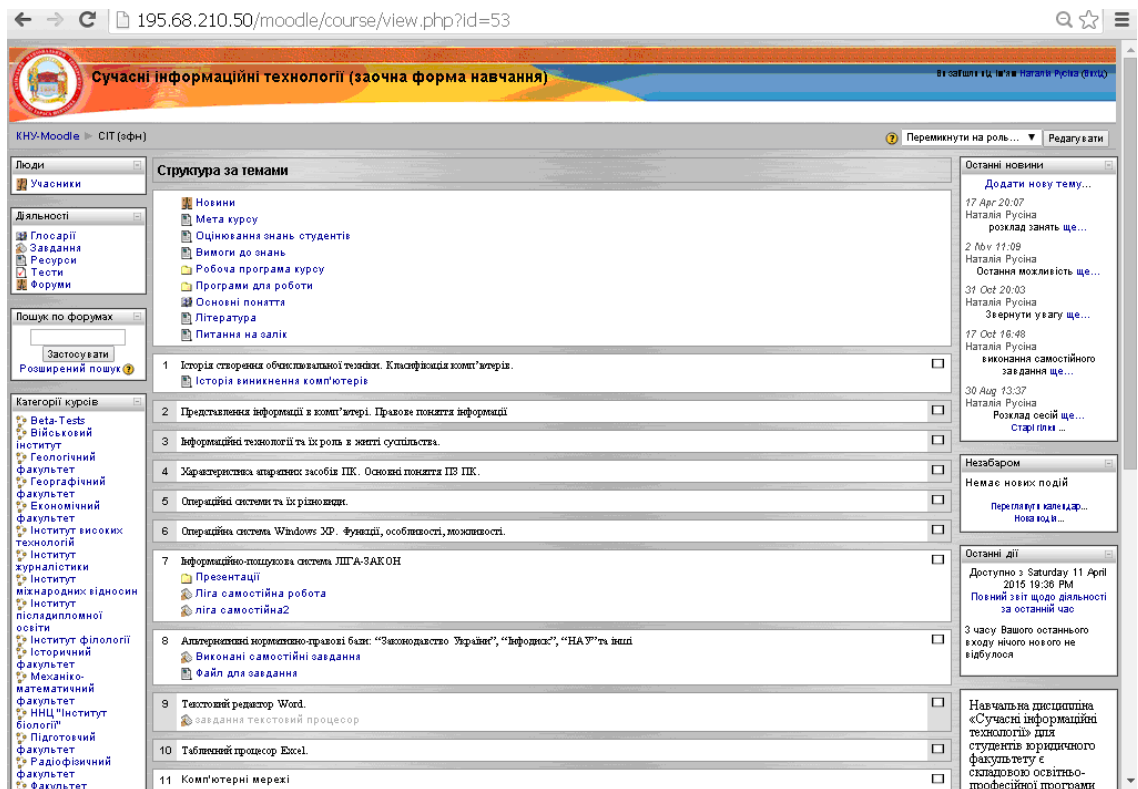 195.68.210.50/moodle/course/view.php?id=53
Сучасні інформаційні технології (заочна форма навчання)
Ви зайшли під ім'ям Наталія Русіна (Вихід)
КНУ-Moodle ► СІТ (зфн)
Перемикнути на роль...
Редагувати
Люди
Учасники
Діяльності
Глосарії
Завдання
Ресурси
Тести
Форуми
Пошук по форумах
Застосувати
Розширений пошук
Категорії курсів
Beta-Tests
Військовий
інститут
Геологічний
факультет
Географічний
факультет
Економічний
факультет
Інститут високих
технологій
Інститут
журналістики
Інститут
міжнародних відносин
Інститут
післядипломної
освіти
Інститут філології
Історичний
факультет
Механіко-
математичний
факультет
ННЦ "Інститут
біології"
Підготовчий
факультет
Радіофізичний
факультет
Факультет
Структура за темами
Новини
Мета курсу
Оцінювання знань студентів
Вимоги до знань
Робоча програма курсу
Програми для роботи
Основні поняття
Література
Питання на залік
1 Історія створення обчислювальної техніки. Класифікація комп'ютерів.
Історія виникнення комп'ютерів
2 Представлення інформації в комп'ютері. Правове поняття інформації
3 Інформаційні технології та їх роль в житті суспільства.
4 Характеристика апаратних засобів ПК. Основні поняття ПЗ ПК.
5 Операційні системи та їх різновиди.
6 Операційна система Windows XP. Функції, особливості, можливості.
7 Інформаційно-пошукова система ЛІГА-ЗАКОН
Презентації
Ліга самостійна робота
ліга самостійна2
8 Альтернативні нормативно-правові бази: “Законодавство України”, “Інфодиск”, “НАУ”та інші
Виконані самостійні завдання
Файл для завдання
9 Текстовий редактор Word.
завдання текстовий процесор
10 Табличний процесор Excel.
11 Комп'ютерні мережі
Останні новини
Додати нову тему...
17 Apr 20:07
Наталія Русіна
розклад занять ще...
2 Nov 11:09
Наталія Русіна
Остання можливість ще...
31 Oct 20:03
Наталія Русіна
Звернути увагу ще...
17 Oct 16:48
Наталія Русіна
виконання самостійного
завдання ще...
30 Aug 13:37
Наталія Русіна
Розклад сесій ще...
Старі гілки ...
Незабаром
Немає нових подій
Переглянути календар...
Нова подія...
Останні дії
Доступно з Saturday 11 April
2015 19:36 PM
Повний звіт щодо діяльності
за останній час
З часу Вашого останнього
входу нічого нового не
відбулося
Навчальна дисципліна
«Сучасні інформаційні
технології» для
студентів юридичного
факультету є
складовою освітньо-
професійної програми